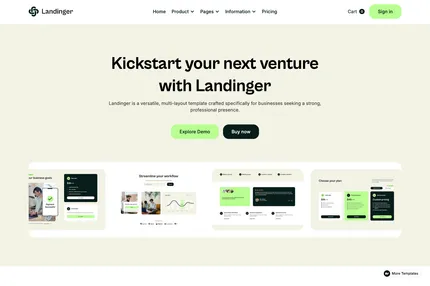 Landinger
Home Product Pages Information Pricing
Cart 0
Sign in
Kickstart your next venture
with Landinger
Landinger is a versatile, multi-layout template crafted specifically for businesses seeking a strong,
professional presence.
Explore Demo
Buy now
Streamline your workflow
Choose your plan
More Templates